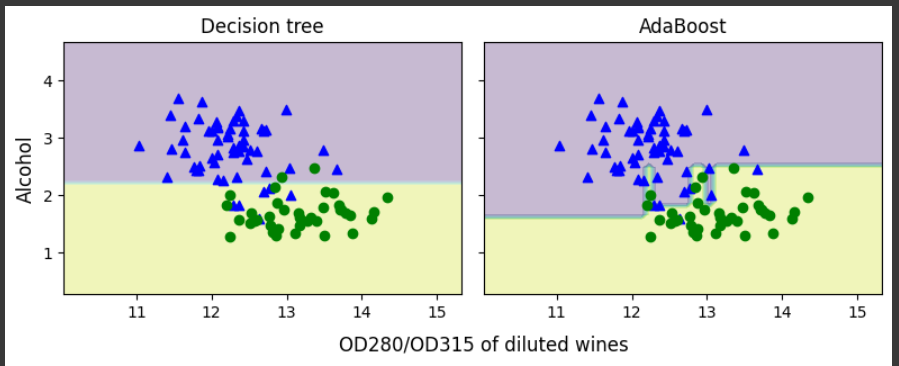 Decision tree
AdaBoost
Alcohol
4
3
2
1
11 12 13 14 15
11 12 13 14 15
OD280/OD315 of diluted wines